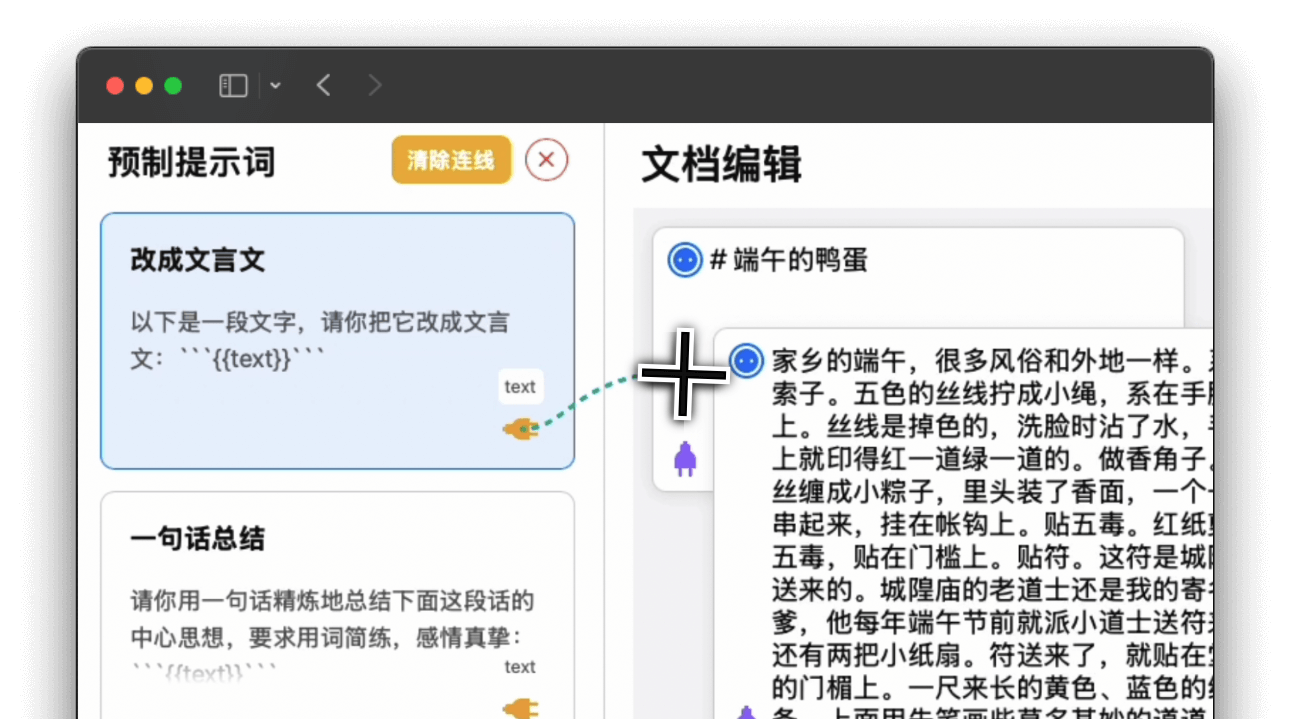 预制提示词
清除连线
改成文言文
以下是一段文字，请你把它改成文言
文：```{{text}}```
text
一句话总结
请你用一句话精炼地总结下面这段话的
中心思想，要求用词简练，感情真挚：
```{{text}}```
text
文档编辑
# 端午的鸭蛋
家乡的端午，很多风俗和外地一样。
索子。五色的丝线拧成小绳，系在手
上。丝线是掉色的，洗脸时沾了水，
上就印得红一道绿一道的。做香角子。
丝缠成小粽子，里头装了香面，一个
串起来，挂在帐钩上。贴五毒。红纸
五毒，贴在门槛上。贴符。这符是城
送来的。城隍庙的老道士还是我的寄
爹，他每年端午节前就派小道士送符
还有两把小纸扇。符送来了，就贴在
的门楣上。一尺来长的黄色、蓝色的